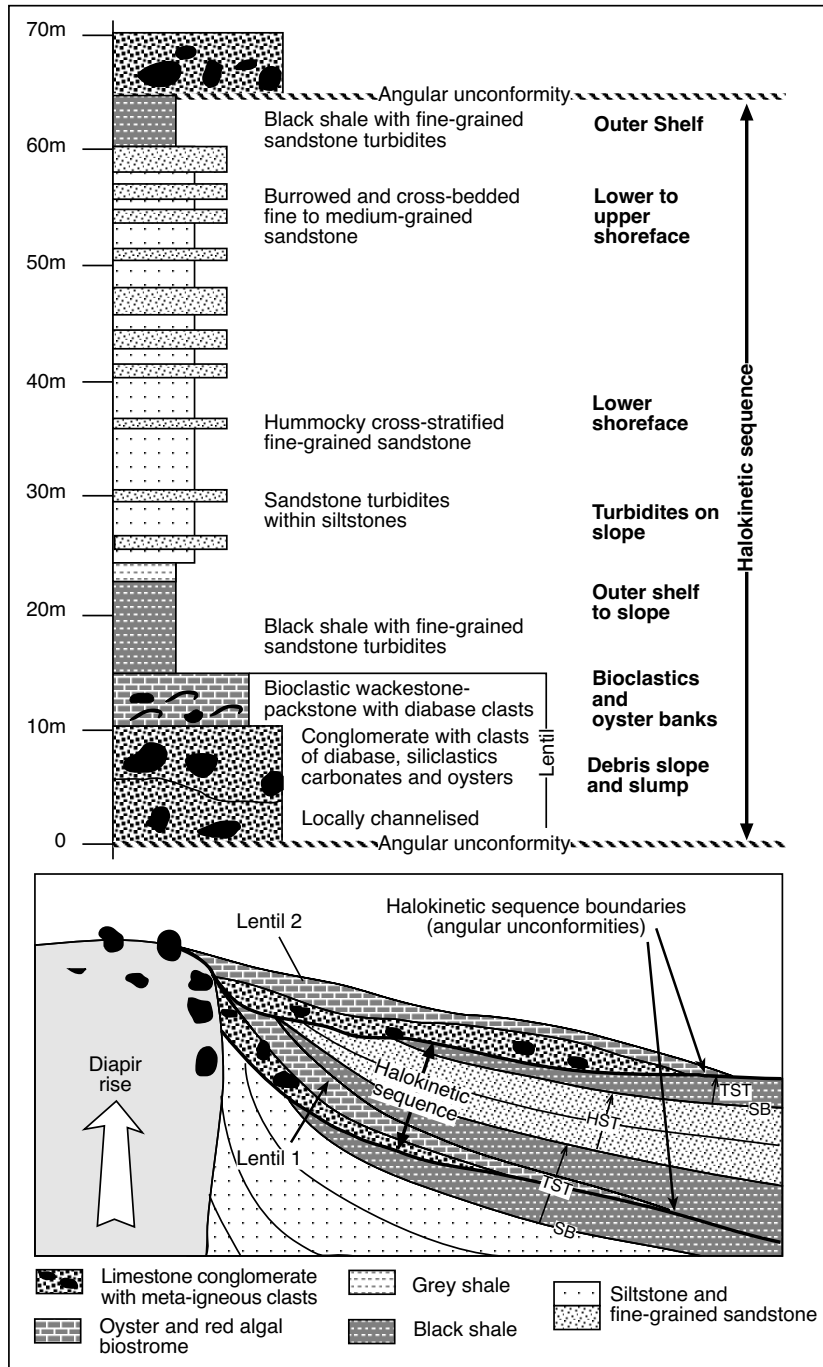 70m
Angular unconformity
Black shale with fine-grained
sandstone turbidites
Outer Shelf
60m
Burrowed and cross-bedded
fine to medium-grained
sandstone
Lower to
upper
shoreface
50m
40m
Hummocky cross-stratified
fine-grained sandstone
Lower
shoreface
Halokinetic sequence
30m
Sandstone turbidites
within siltstones
Turbidites on
slope
20m
Outer shelf
to slope
Black shale with fine-grained
sandstone turbidites
Bioclastic wackestone-
packstone with diabase clasts
Bioclastics
and
oyster banks
10m
Conglomerate with clasts
of diabase, siliclastics
carbonates and oysters
Lentil
Debris slope
and slump
Locally channelised
0
Angular unconformity
Lentil 2
Halokinetic sequence boundaries
(angular unconformities)
Diapir
rise
Halokinetic
sequence
TST
SB
HST
Lentil 1
TST
SB
Limestone conglomerate
with meta-igneous clasts
Grey shale
Siltstone and
fine-grained sandstone
Oyster and red algal
biostrome
Black shale